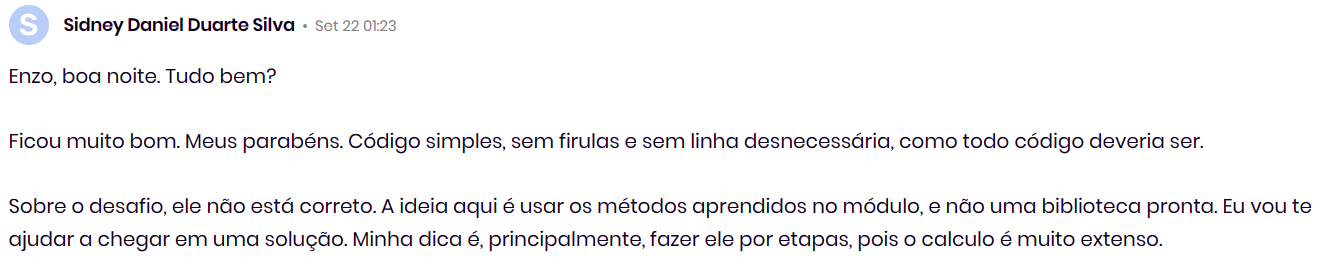 S
Sidney Daniel Duarte Silva • Set 22 01:23
Enzo, boa noite. Tudo bem?
Ficou muito bom. Meus parabéns. Código simples, sem firulas e sem linha desnecessária, como todo código deveria ser.
Sobre o desafio, ele não está correto. A ideia aqui é usar os métodos aprendidos no módulo, e não uma biblioteca pronta. Eu vou te
ajudar a chegar em uma solução. Minha dica é, principalmente, fazer ele por etapas, pois o calculo é muito extenso.